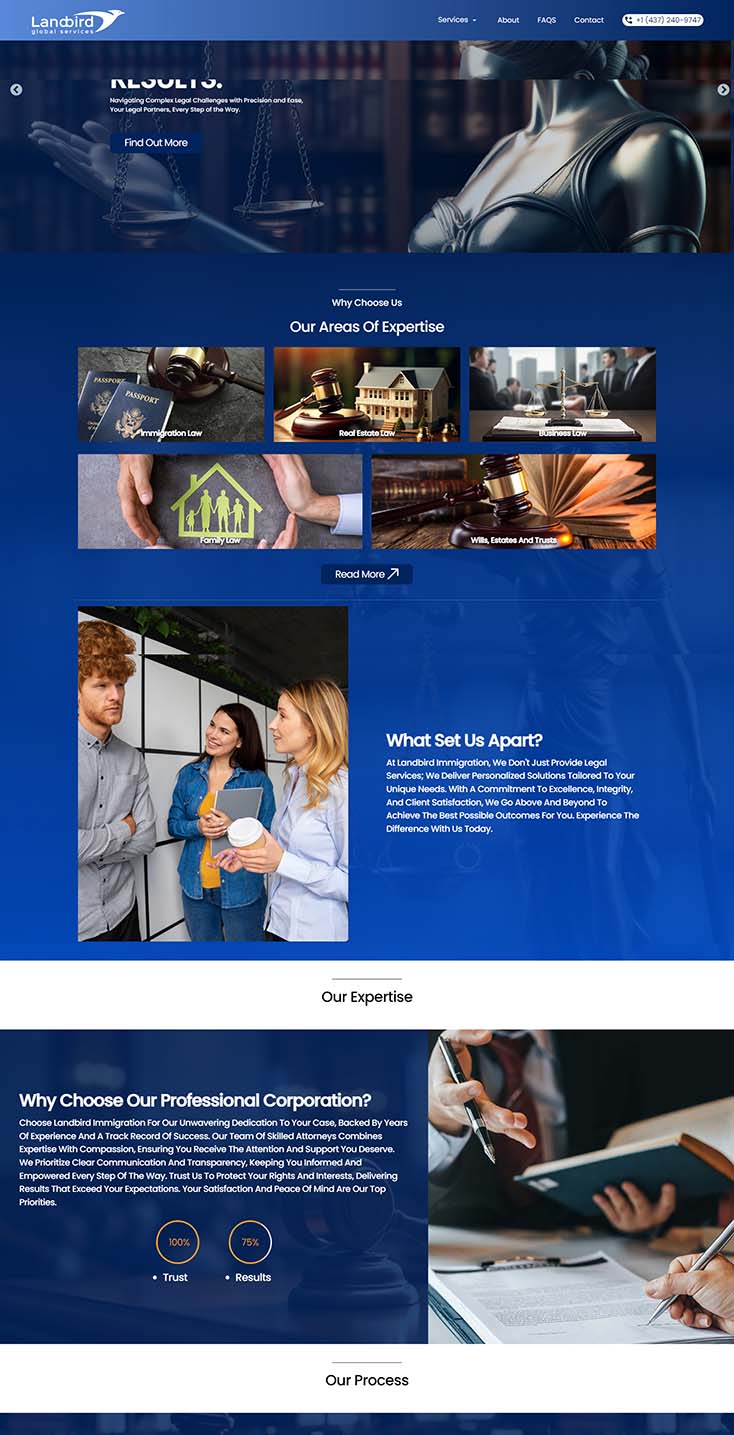 Landbird
global services
Services
About
FAQS
Contact
+1 (437) 240-9747
RESULTS.
Navigating Complex Legal Challenges with Precision and Ease,
Your Legal Partners, Every Step of the Way.
Find Out More
Why Choose Us
Our Areas Of Expertise
PASSPORT
PASSPORT
Immigration Law
Real Estate Law
Business Law
Family Law
Wills, Estates And Trusts
Read More
What Set Us Apart?
At Landbird Immigration, We Don't Just Provide Legal
Services; We Deliver Personalized Solutions Tailored To Your
Unique Needs. With A Commitment To Excellence, Integrity,
And Client Satisfaction, We Go Above And Beyond To
Achieve The Best Possible Outcomes For You. Experience The
Difference With Us Today.
Our Expertise
Why Choose Our Professional Corporation?
Choose Landbird Immigration For Our Unwavering Dedication To Your Case, Backed By Years
Of Experience And A Track Record Of Success. Our Team Of Skilled Attorneys Combines
Expertise With Compassion, Ensuring You Receive The Attention And Support You Deserve.
We Prioritize Clear Communication And Transparency, Keeping You Informed And
Empowered Every Step Of The Way. Trust Us To Protect Your Rights And Interests, Delivering
Results That Exceed Your Expectations. Your Satisfaction And Peace Of Mind Are Our Top
Priorities.
100%
75%
Trust
Results
Our Process